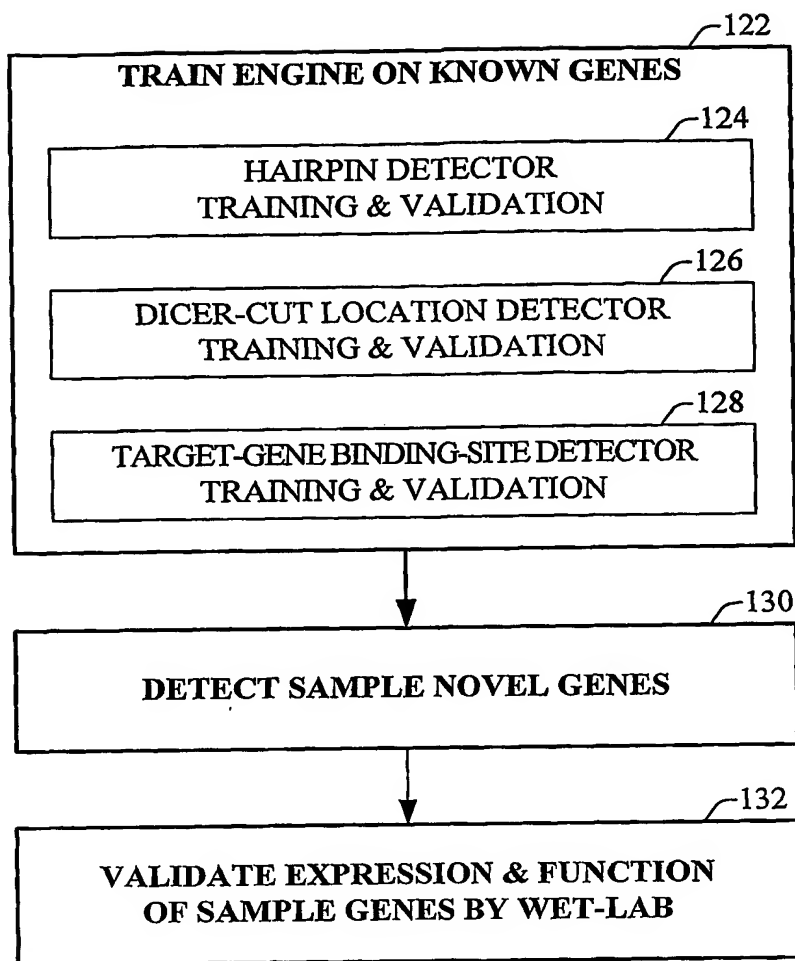 122
TRAIN ENGINE ON KNOWN GENES
124
HAIRPIN DETECTOR
TRAINING & VALIDATION
126
DICER-CUT LOCATION DETECTOR
TRAINING & VALIDATION
128
TARGET-GENE BINDING-SITE DETECTOR
TRAINING & VALIDATION
130
DETECT SAMPLE NOVEL GENES
132
VALIDATE EXPRESSION & FUNCTION
OF SAMPLE GENES BY WET-LAB